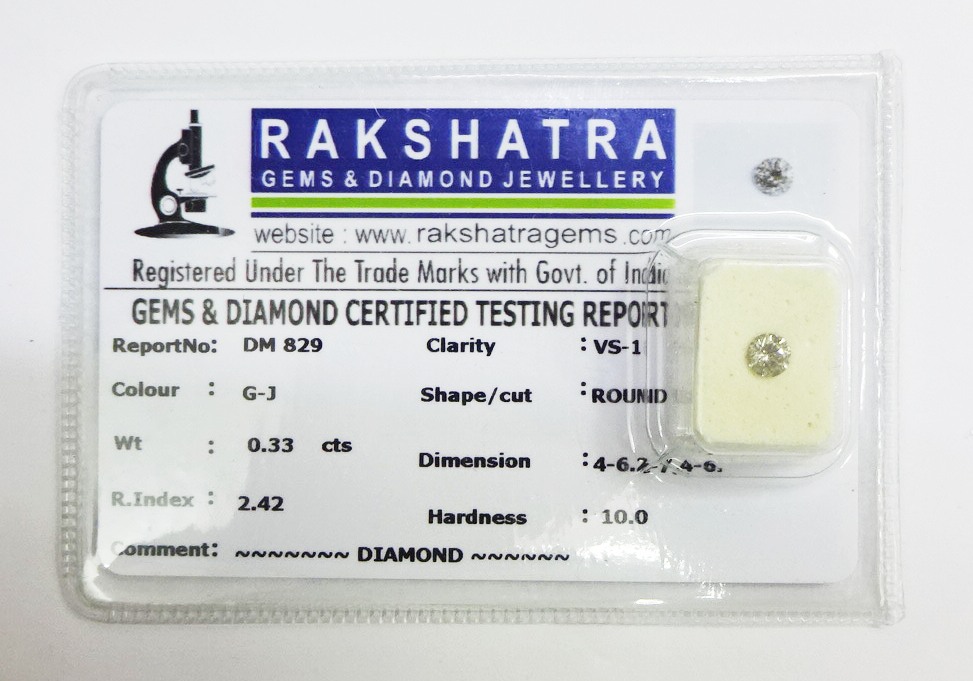 RAKSHATRA
GEMS & DIAMOND JEWELLERY
website : www.rakshatragems.com
Registered Under The Trade Marks with Govt. of India
GEMS & DIAMOND CERTIFIED TESTING REPORT
ReportNo: DM 829 Clarity : VS-1
Colour : G-J Shape/cut : ROUND
Wt : 0.33 cts Dimension :
R.Index : 2.42 Hardness : 10.0
Comment: ~~~~~~~ DIAMOND ~~~~~~